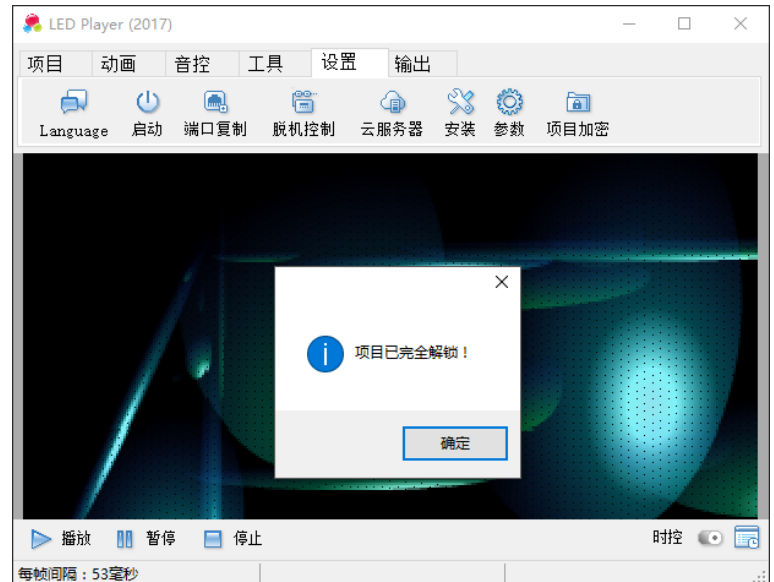 LED Player (2017)
项目 动画 音控 工具 设置 输出
Language 启动 端口复制 脱机控制 云服务器 安装 参数 项目加密
项目已完全解锁！
确定
播放 暂停 停止 时控
每帧间隔：53毫秒